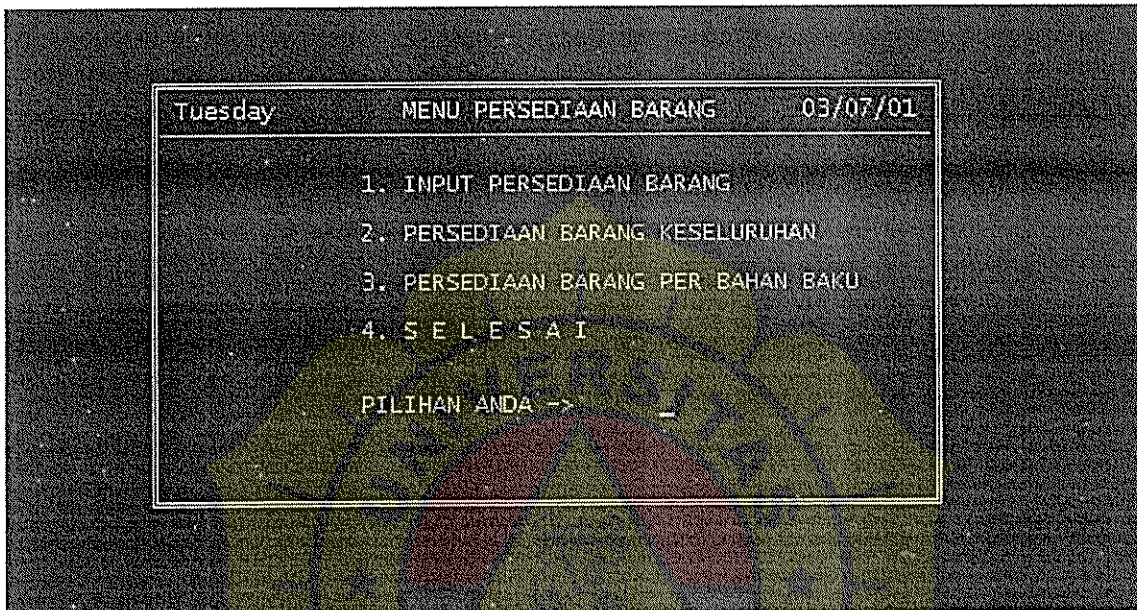 Tuesday MENU PERSEDIAAN BARANG 03/07/01
1. INPUT PERSEDIAAN BARANG
2. PERSEDIAAN BARANG KESELURUHAN
3. PERSEDIAAN BARANG PER BAHAN BAKU
4. S E L E S A I
PILIHAN ANDA -> _
UNIVERSITAS